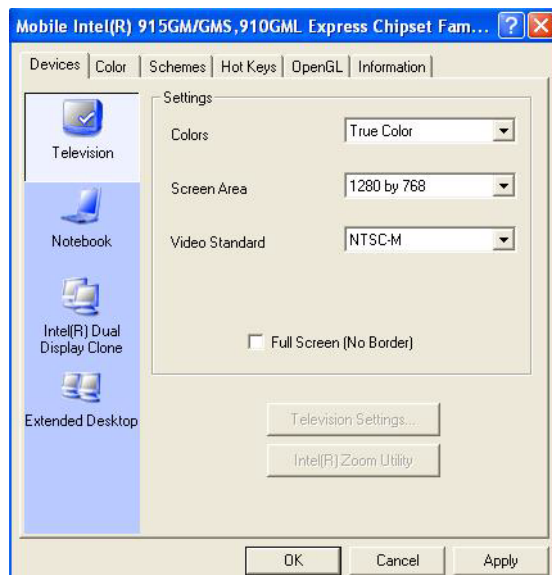 Mobile Intel(R) 915GM/GMS,910GML Express Chipset Fam...
Devices Color Schemes Hot Keys OpenGL Information
Television
Notebook
Intel(R) Dual
Display Clone
Extended Desktop
Settings
Colors True Color
Screen Area 1280 by 768
Video Standard NTSC-M
Full Screen (No Border)
Television Settings...
Intel(R) Zoom Utility
OK Cancel Apply